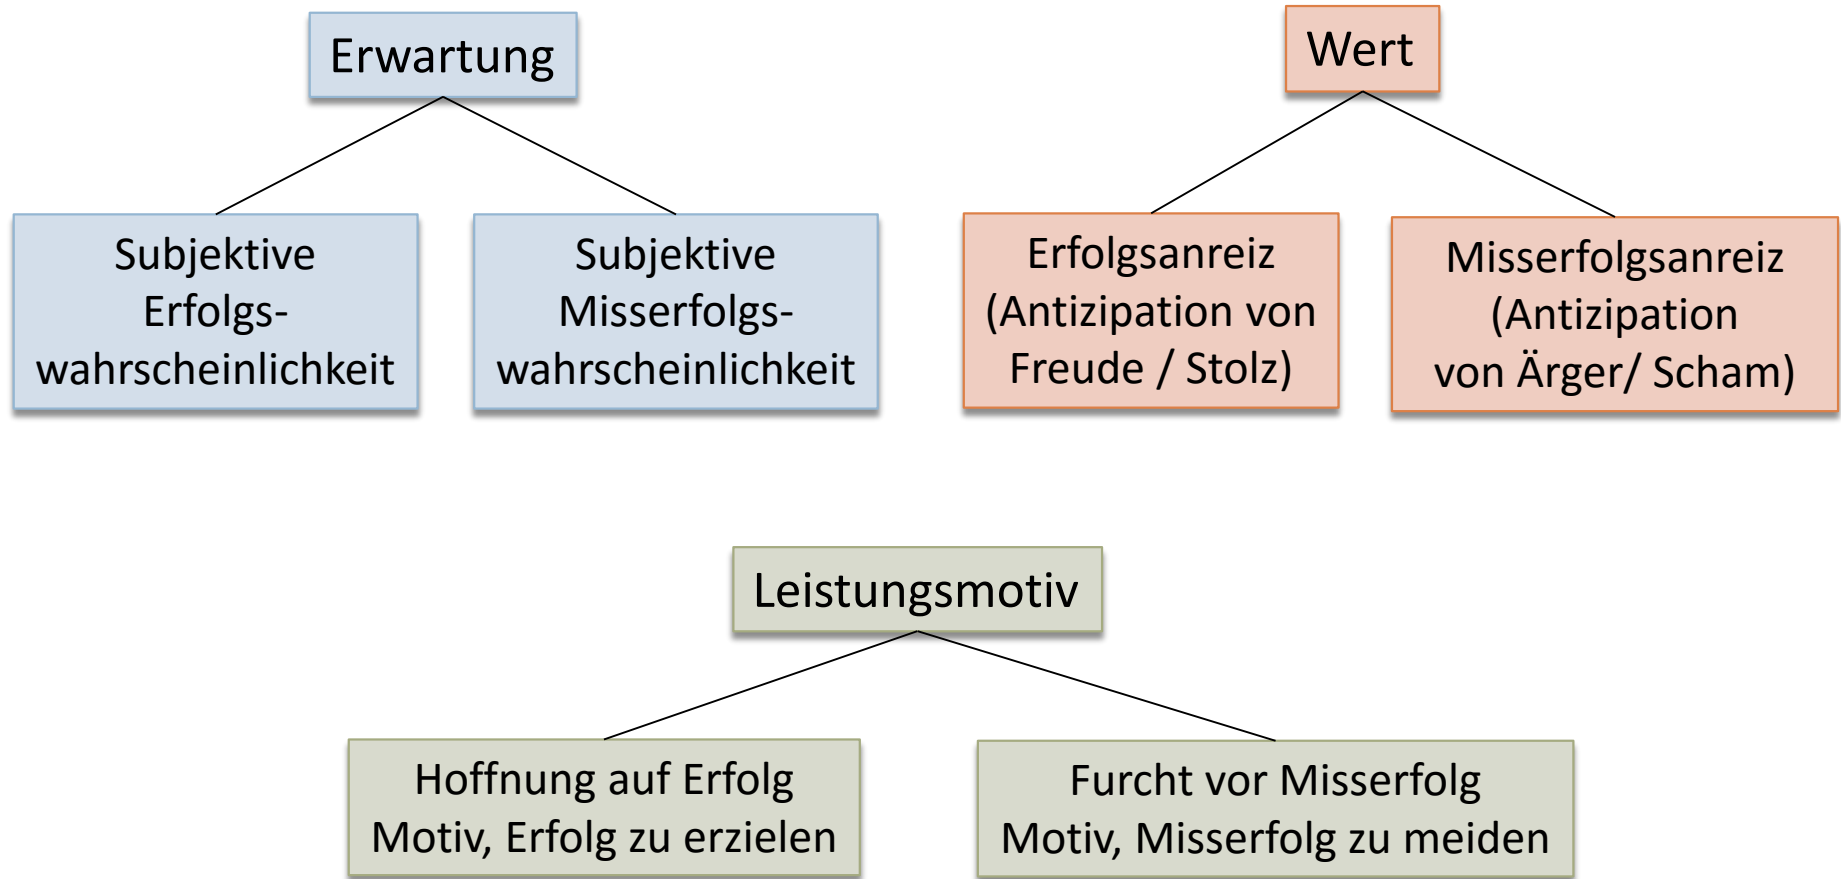 Erwartung
Wert
Subjektive
Erfolgs-
wahrscheinlichkeit
Subjektive
Misserfolgs-
wahrscheinlichkeit
Erfolgsanreiz
(Antizipation von
Freude / Stolz)
Misserfolgsanreiz
(Antizipation
von Ärger/ Scham)
Leistungsmotiv
Hoffnung auf Erfolg
Motiv, Erfolg zu erzielen
Furcht vor Misserfolg
Motiv, Misserfolg zu meiden